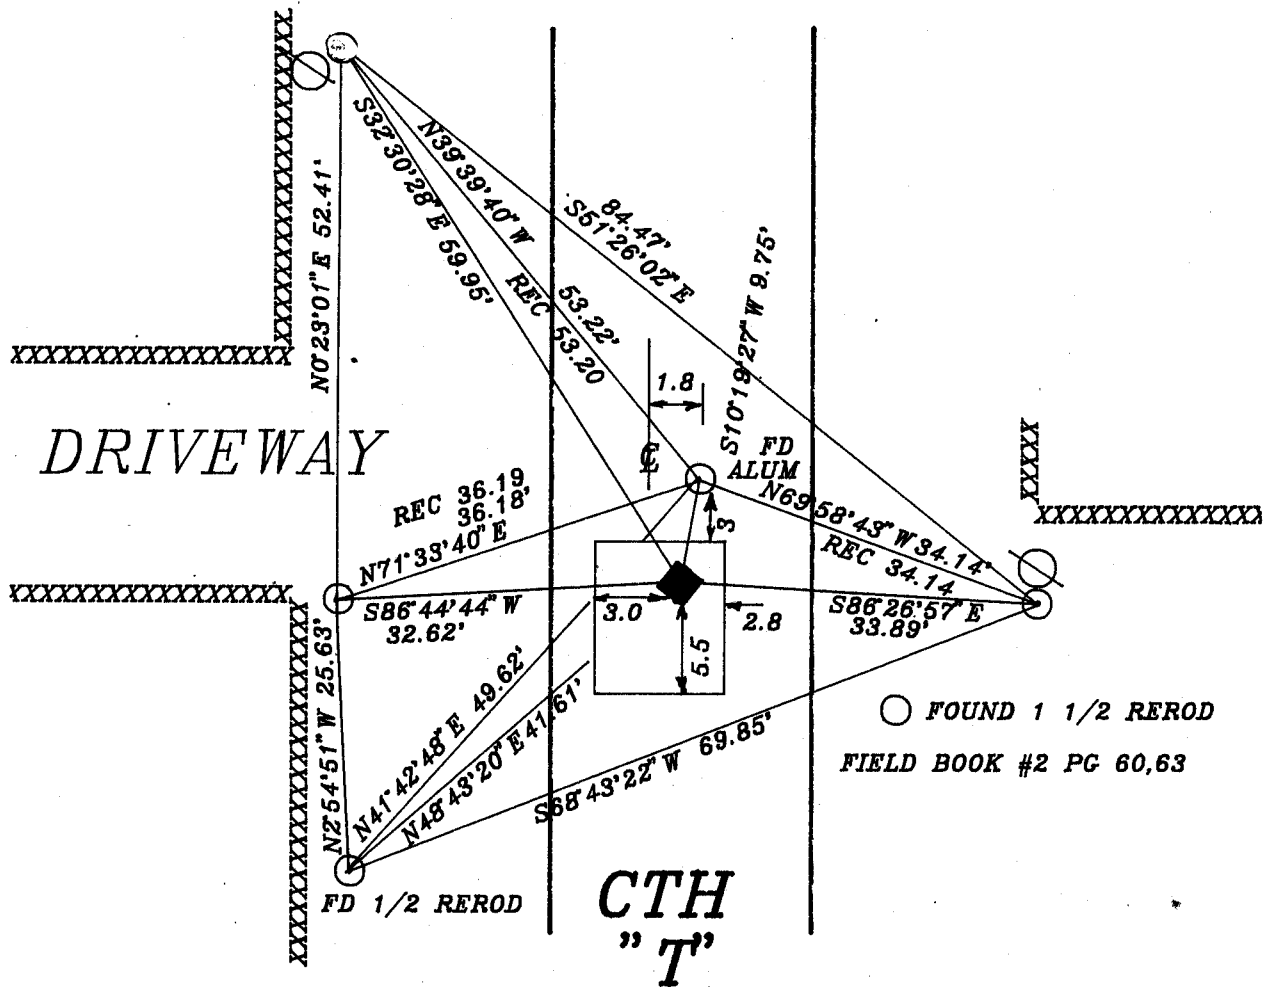 S32°30'28" E 59.95'
N39°39'40" W
REC
53.22'
53.20
84.47'
S51°26'02" E
N0°23'01" E 52.41'
S10°19'27" W 9.75'
1.8
DRIVEWAY
℄
FD
ALUM
REC 36.19
36.18'
N71°33'40" E
N69°58'43" W 34.14'
REC 34.14
3
S86°44'44" W
32.62'
3.0
2.8
5.5
S86°26'57" E
33.89'
N2°54'51" W 25.63'
N41°42'48" E 49.62'
N48°43'20" E 41.61'
S68°43'22" W 69.85'
FOUND 1 1/2 REROD
FIELD BOOK #2 PG 60,63
FD 1/2 REROD
CTH
"T"